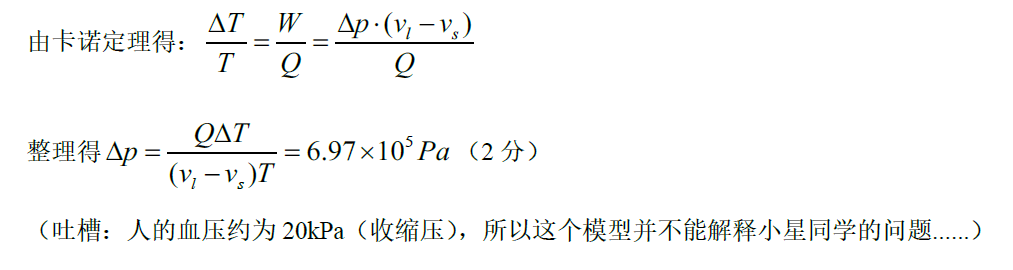 由卡诺定理得：ΔT/T = W/Q = Δp·(v_l − v_s)/Q
整理得 Δp = QΔT/((v_l − v_s)T) = 6.97×10^5 Pa（2 分）
（吐槽：人的血压约为 20kPa（收缩压），所以这个模型并不能解释小星同学的问题......）